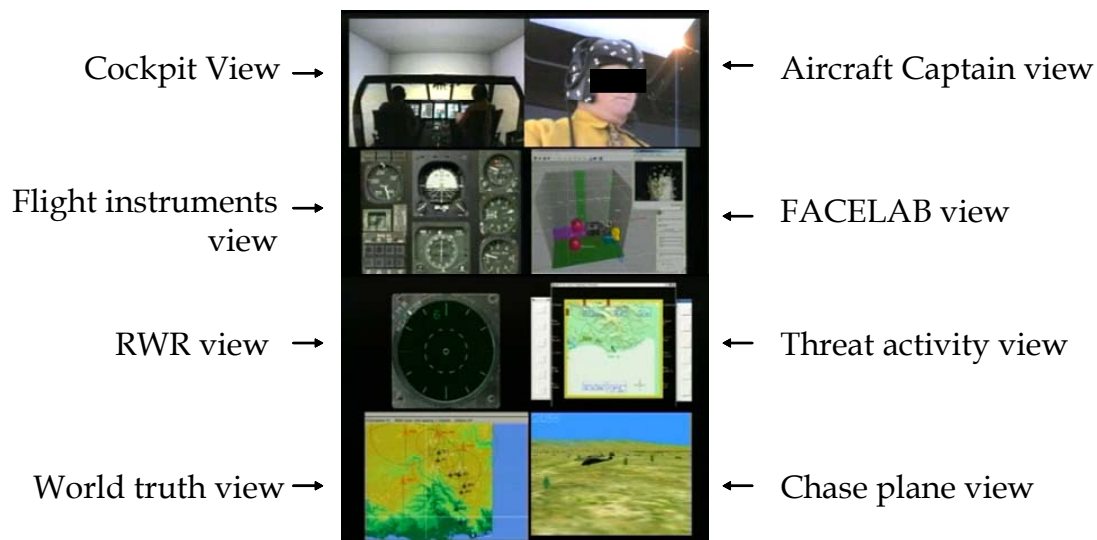 Cockpit View
Aircraft Captain view
Flight instruments
view
FACELAB view
RWR view
Threat activity view
World truth view
Chase plane view